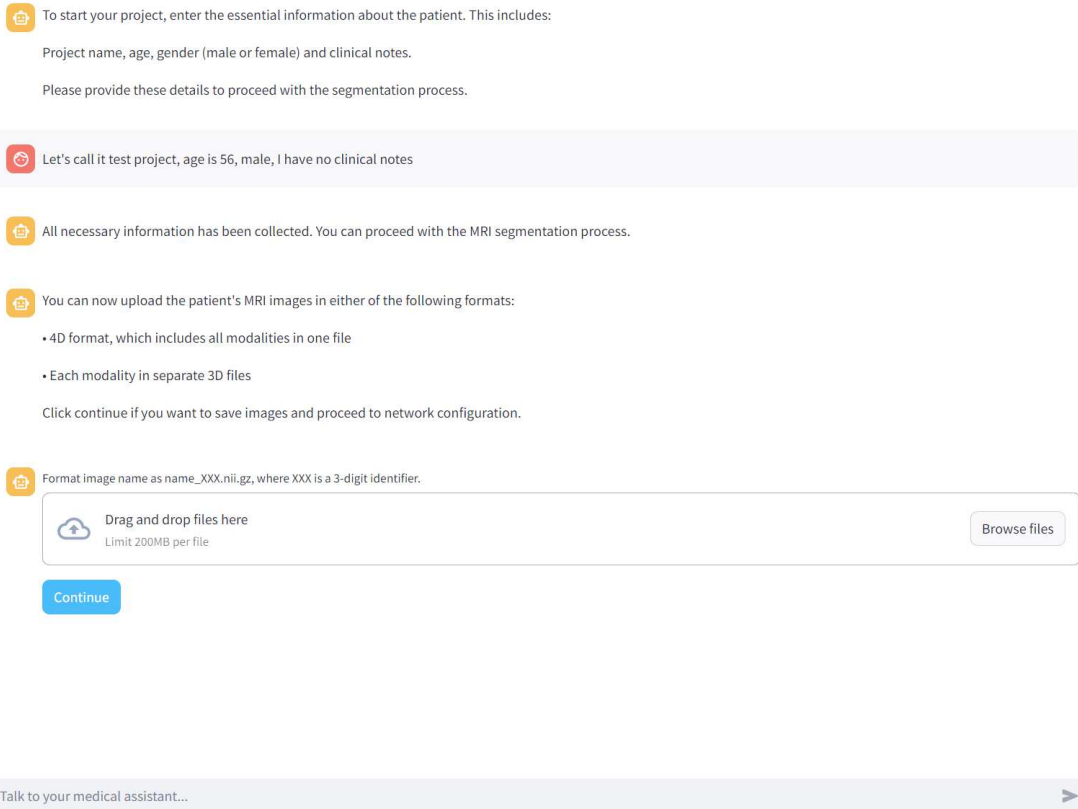 To start your project, enter the essential information about the patient. This includes:
Project name, age, gender (male or female) and clinical notes.
Please provide these details to proceed with the segmentation process.
Let's call it test project, age is 56, male, I have no clinical notes
All necessary information has been collected. You can proceed with the MRI segmentation process.
You can now upload the patient's MRI images in either of the following formats:
• 4D format, which includes all modalities in one file
• Each modality in separate 3D files
Click continue if you want to save images and proceed to network configuration.
Format image name as name_XXX.nii.gz, where XXX is a 3-digit identifier.
Drag and drop files here
Limit 200MB per file
Browse files
Continue
Talk to your medical assistant...